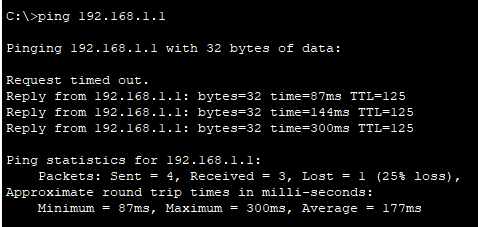 C:\>ping 192.168.1.1
Pinging 192.168.1.1 with 32 bytes of data:
Request timed out.
Reply from 192.168.1.1: bytes=32 time=87ms TTL=125
Reply from 192.168.1.1: bytes=32 time=144ms TTL=125
Reply from 192.168.1.1: bytes=32 time=300ms TTL=125
Ping statistics for 192.168.1.1:
Packets: Sent = 4, Received = 3, Lost = 1 (25% loss),
Approximate round trip times in milli-seconds:
Minimum = 87ms, Maximum = 300ms, Average = 177ms